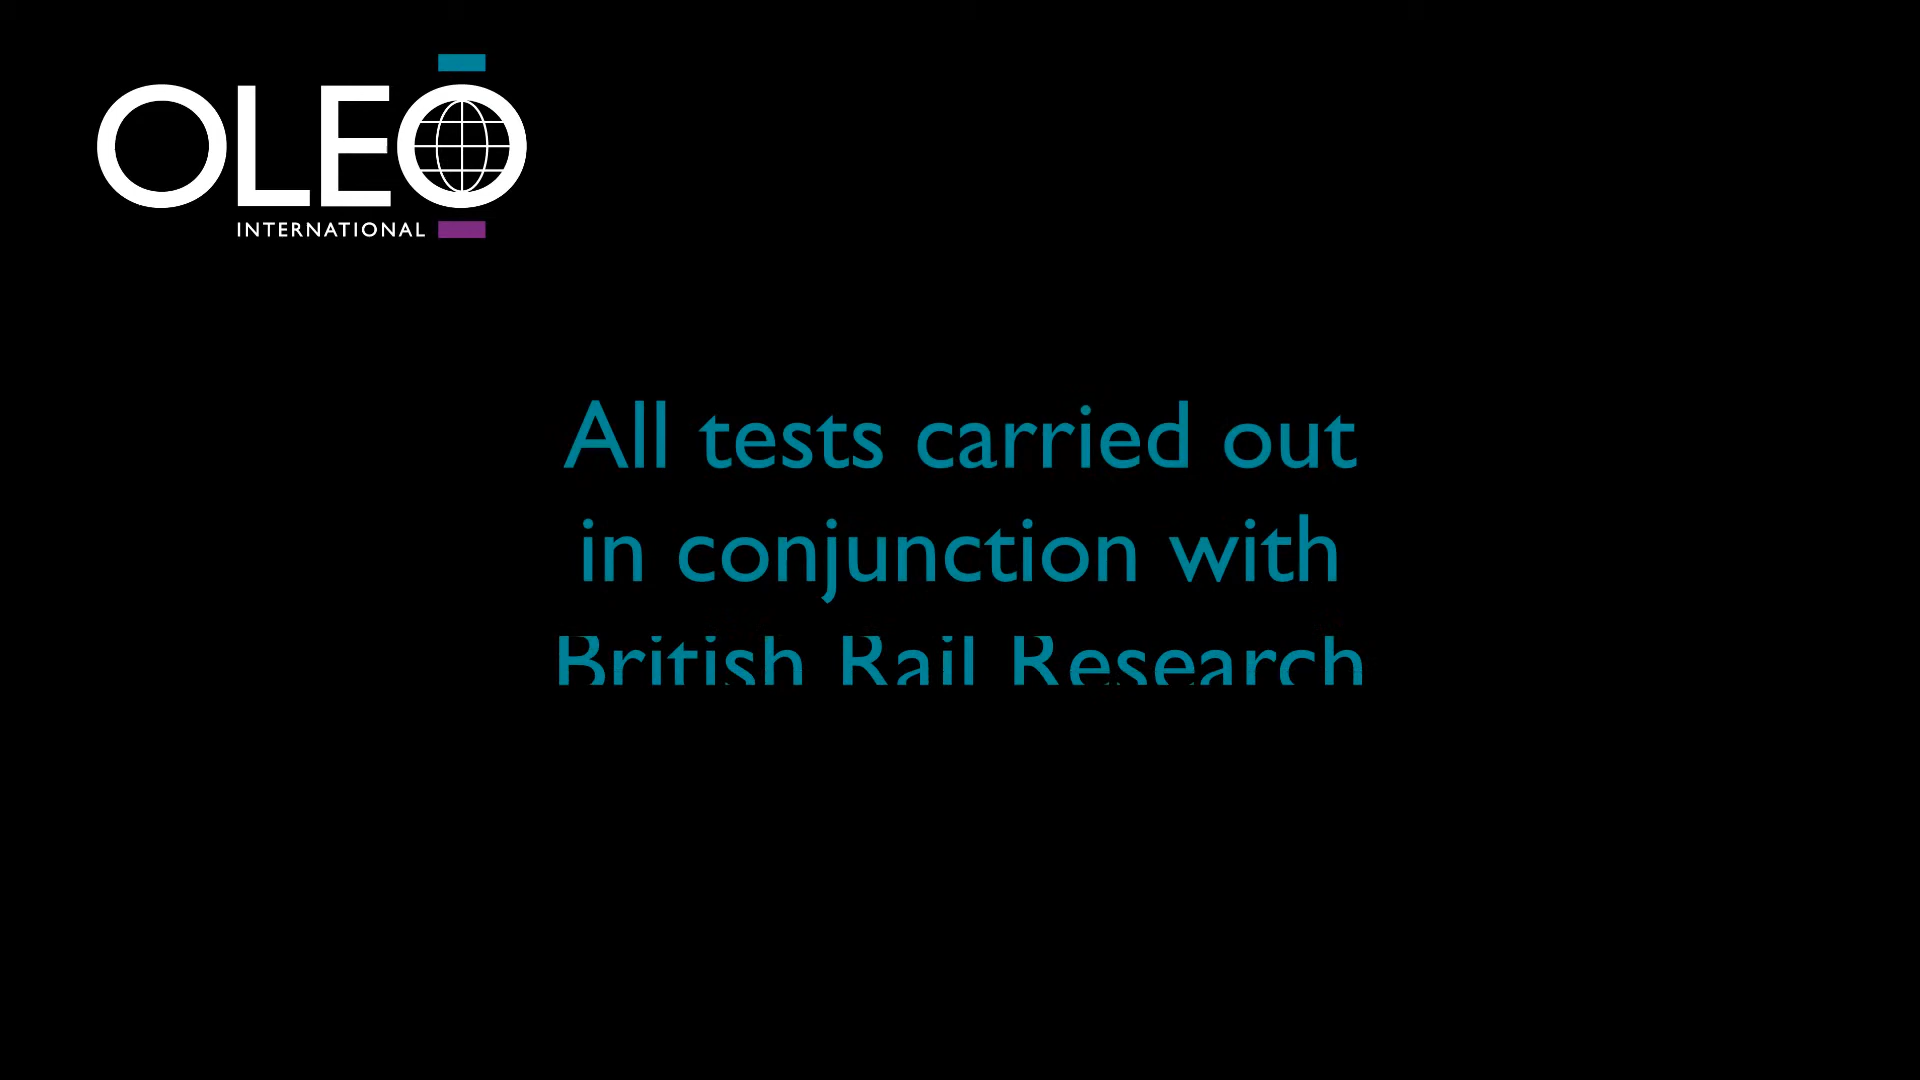 OLEO
INTERNATIONAL
All tests carried out
in conjunction with
British Rail Research